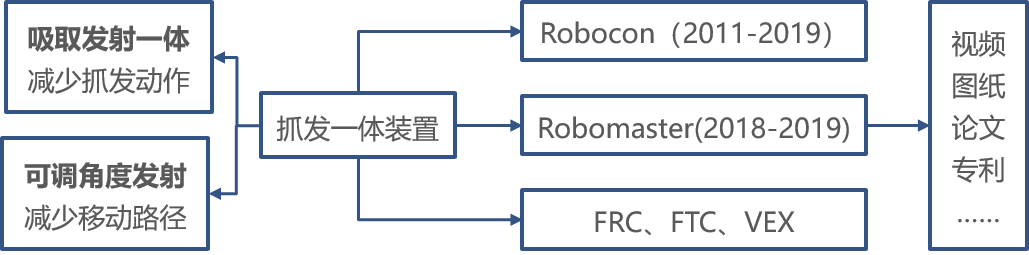 吸取发射一体
减少抓发动作
可调角度发射
减少移动路径
抓发一体装置
Robocon（2011-2019）
Robomaster(2018-2019)
FRC、FTC、VEX
视频
图纸
论文
专利
……